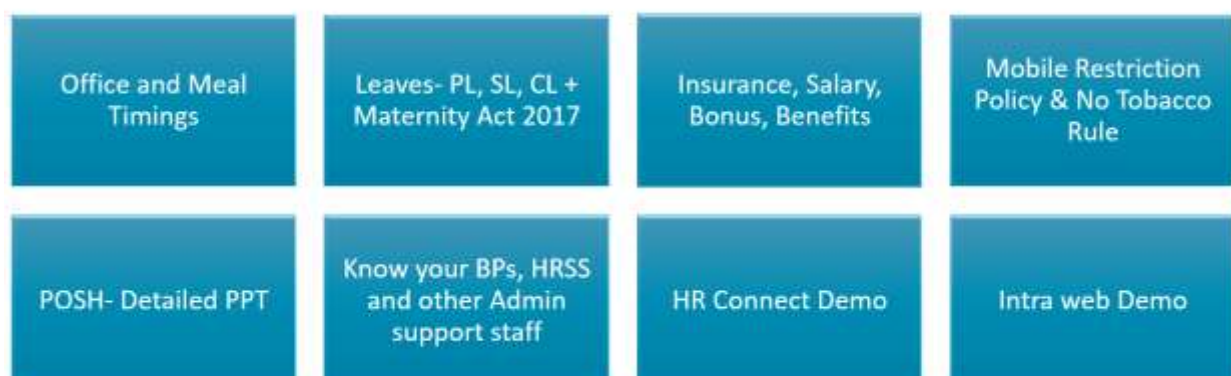 Office and Meal
Timings
Leaves- PL, SL, CL +
Maternity Act 2017
Insurance, Salary,
Bonus, Benefits
Mobile Restriction
Policy & No Tobacco
Rule
POSH- Detailed PPT
Know your BPs, HRSS
and other Admin
support staff
HR Connect Demo
Intra web Demo